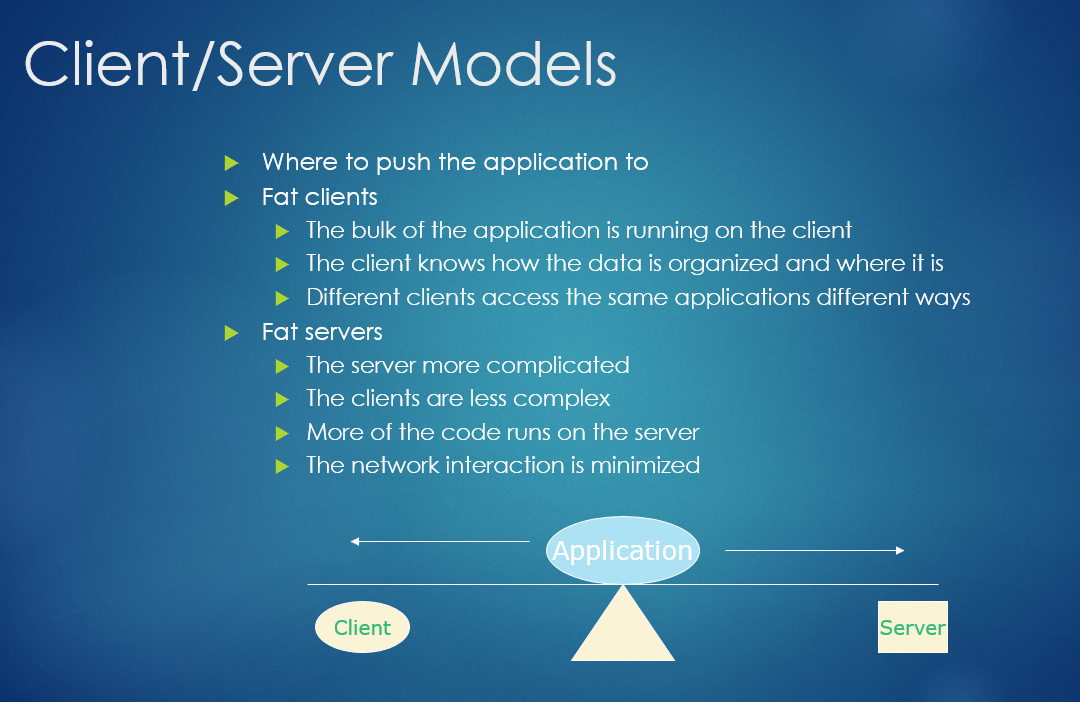 Client/Server Models
Where to push the application to
Fat clients
The bulk of the application is running on the client
The client knows how the data is organized and where it is
Different clients access the same applications different ways
Fat servers
The server more complicated
The clients are less complex
More of the code runs on the server
The network interaction is minimized
Application
Client
Server